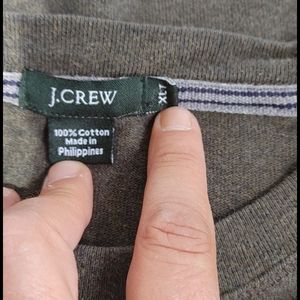 J.CREW
XLT
100% Cotton
Made in
Philippines